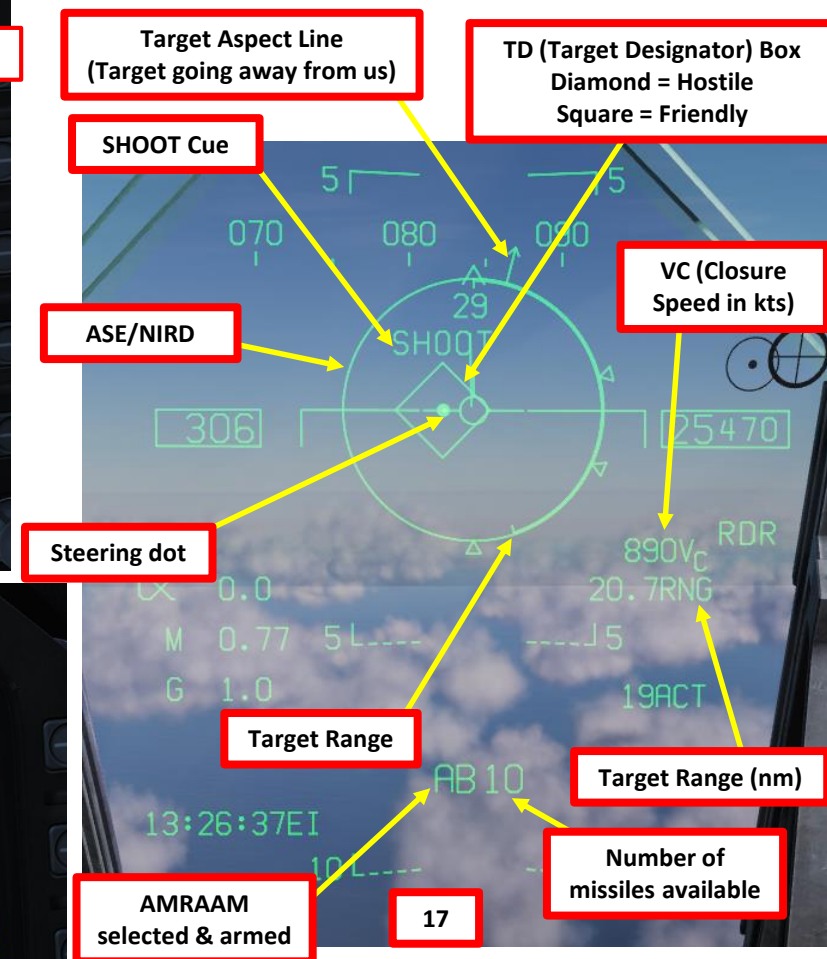 Target Aspect Line
(Target going away from us)
TD (Target Designator) Box
Diamond = Hostile
Square = Friendly
SHOOT Cue
5 5
070 080 090
VC (Closure
Speed in kts)
29
SHOOT
ASE/NIRD
306
25470
Steering dot
890VC RDR
20.7RNG
α 0.0
M 0.77
5 5
G 1.0
19ACT
Target Range
Target Range (nm)
AB10
13:26:37EI
Number of
missiles available
10
AMRAAM
selected & armed
17